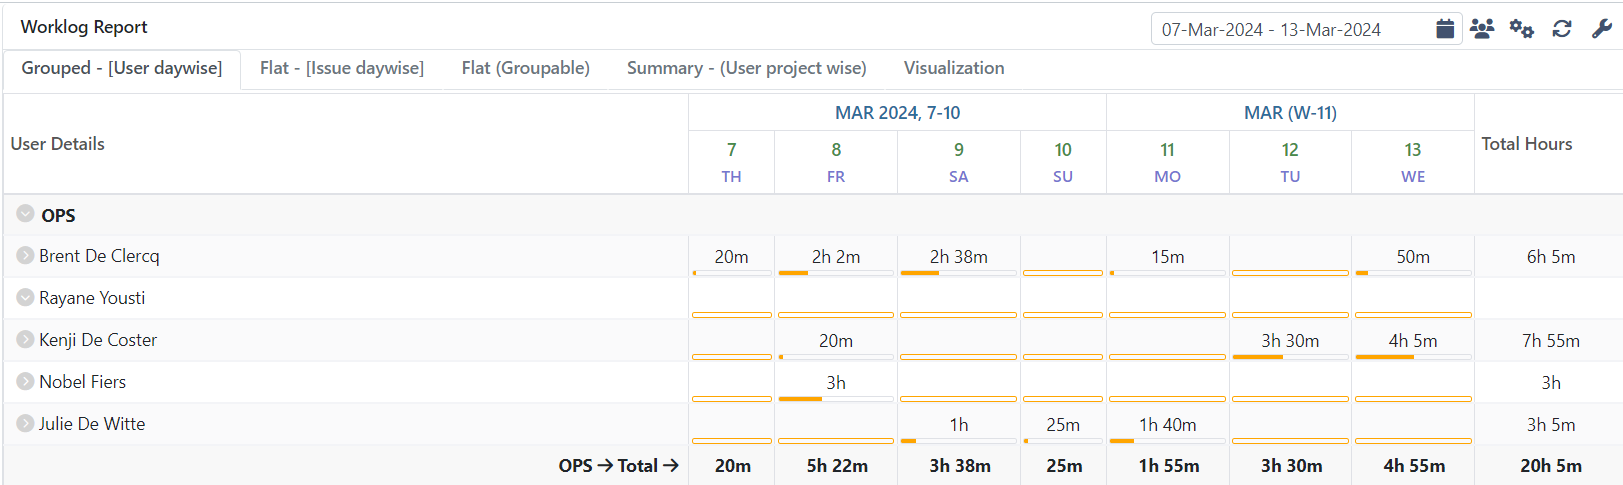 Worklog Report 07-Mar-2024 - 13-Mar-2024
Grouped - [User daywise] Flat - [Issue daywise] Flat (Groupable) Summary - (User project wise) Visualization
User Details MAR 2024, 7-10 MAR (W-11) Total Hours
7 8 9 10 11 12 13
TH FR SA SU MO TU WE
OPS
Brent De Clercq 20m 2h 2m 2h 38m 15m 50m 6h 5m
Rayane Yousti
Kenji De Coster 20m 3h 30m 4h 5m 7h 55m
Nobel Fiers 3h 3h
Julie De Witte 1h 25m 1h 40m 3h 5m
OPS → Total → 20m 5h 22m 3h 38m 25m 1h 55m 3h 30m 4h 55m 20h 5m